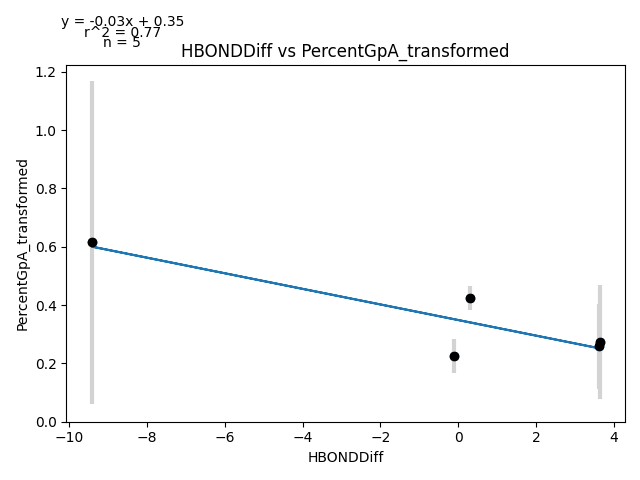 y = -0.03x + 0.35
r^2 = 0.77
n = 5
HBONDDiff vs PercentGpA_transformed
PercentGpA_transformed
1.2
1.0
0.8
0.6
0.4
0.2
0.0
−10
−8
−6
−4
−2
0
2
4
HBONDDiff